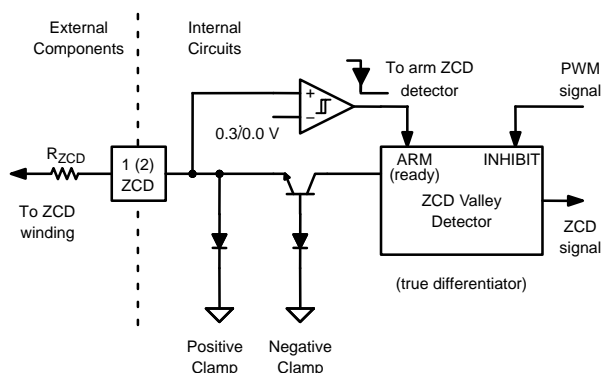 External
Components
Internal
Circuits
To arm ZCD
detector
PWM
signal
+
−
0.3/0.0 V
RZCD
1 (2)
ZCD
ARM
(ready)
INHIBIT
ZCD Valley
Detector
To ZCD
winding
ZCD
signal
(true differentiator)
Positive
Clamp
Negative
Clamp